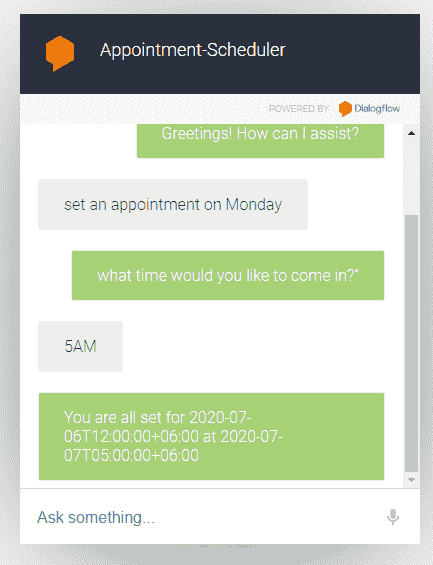 Appointment-Scheduler
POWERED BY Dialogflow
Greetings! How can I assist?
set an appointment on Monday
what time would you like to come in?"
5AM
You are all set for 2020-07-
06T12:00:00+06:00 at 2020-07-
07T05:00:00+06:00
Ask something...